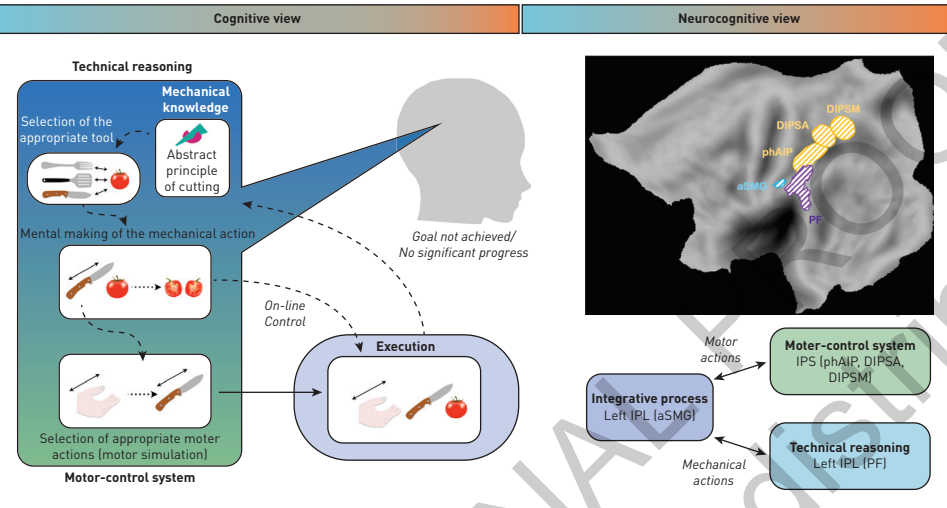 Cognitive view
Neurocognitive view
Technical reasoning
Mechanical
knowledge
Selection of the
appropriate tool
Abstract
principle
of cutting
Mental making of the mechanical action
On-line
Control
Goal not achieved/
No significant progress
Execution
Selection of appropriate moter
actions (motor simulation)
Motor-control system
DIPSM
DIPSA
phAIP
aSMG
PF
Motor
actions
Moter-control system
IPS (phAIP, DIPSA,
DIPSM)
Integrative process
Left IPL (aSMG)
Mechanical
actions
Technical reasoning
Left IPL (PF)